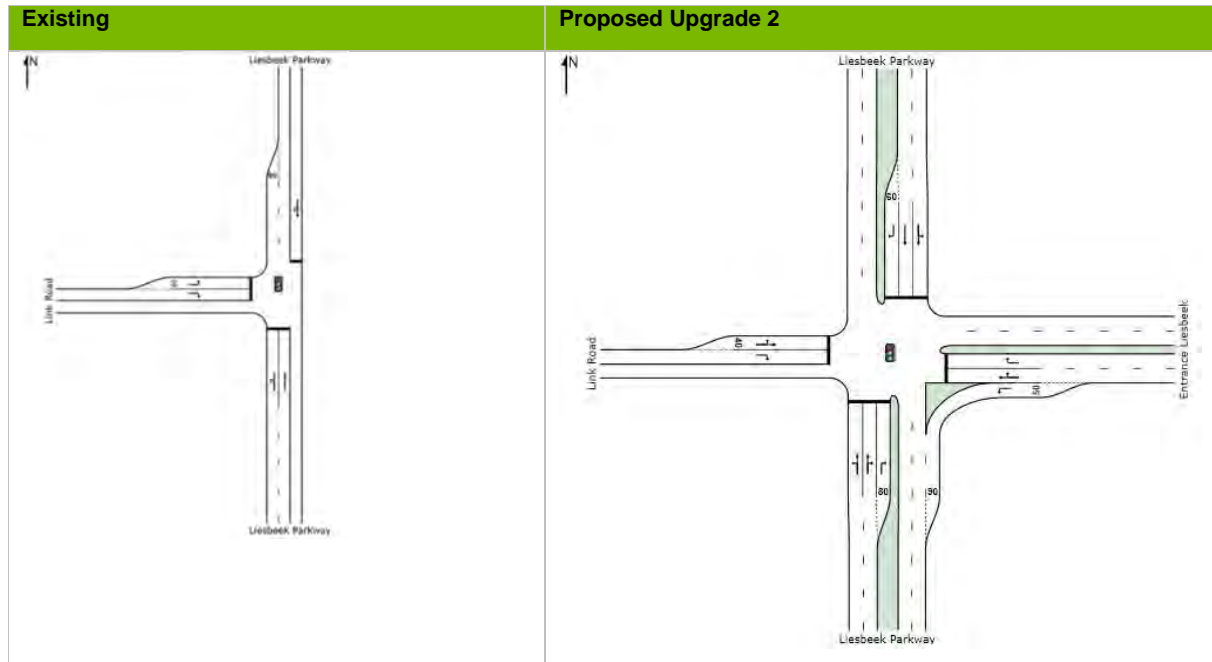 Existing
Proposed Upgrade 2
N
Liesbeek Parkway
Link Road
Liesbeek Parkway
N
Liesbeek Parkway
60
40
Link Road
Entrance Liesbeek
50
80
90
Liesbeek Parkway